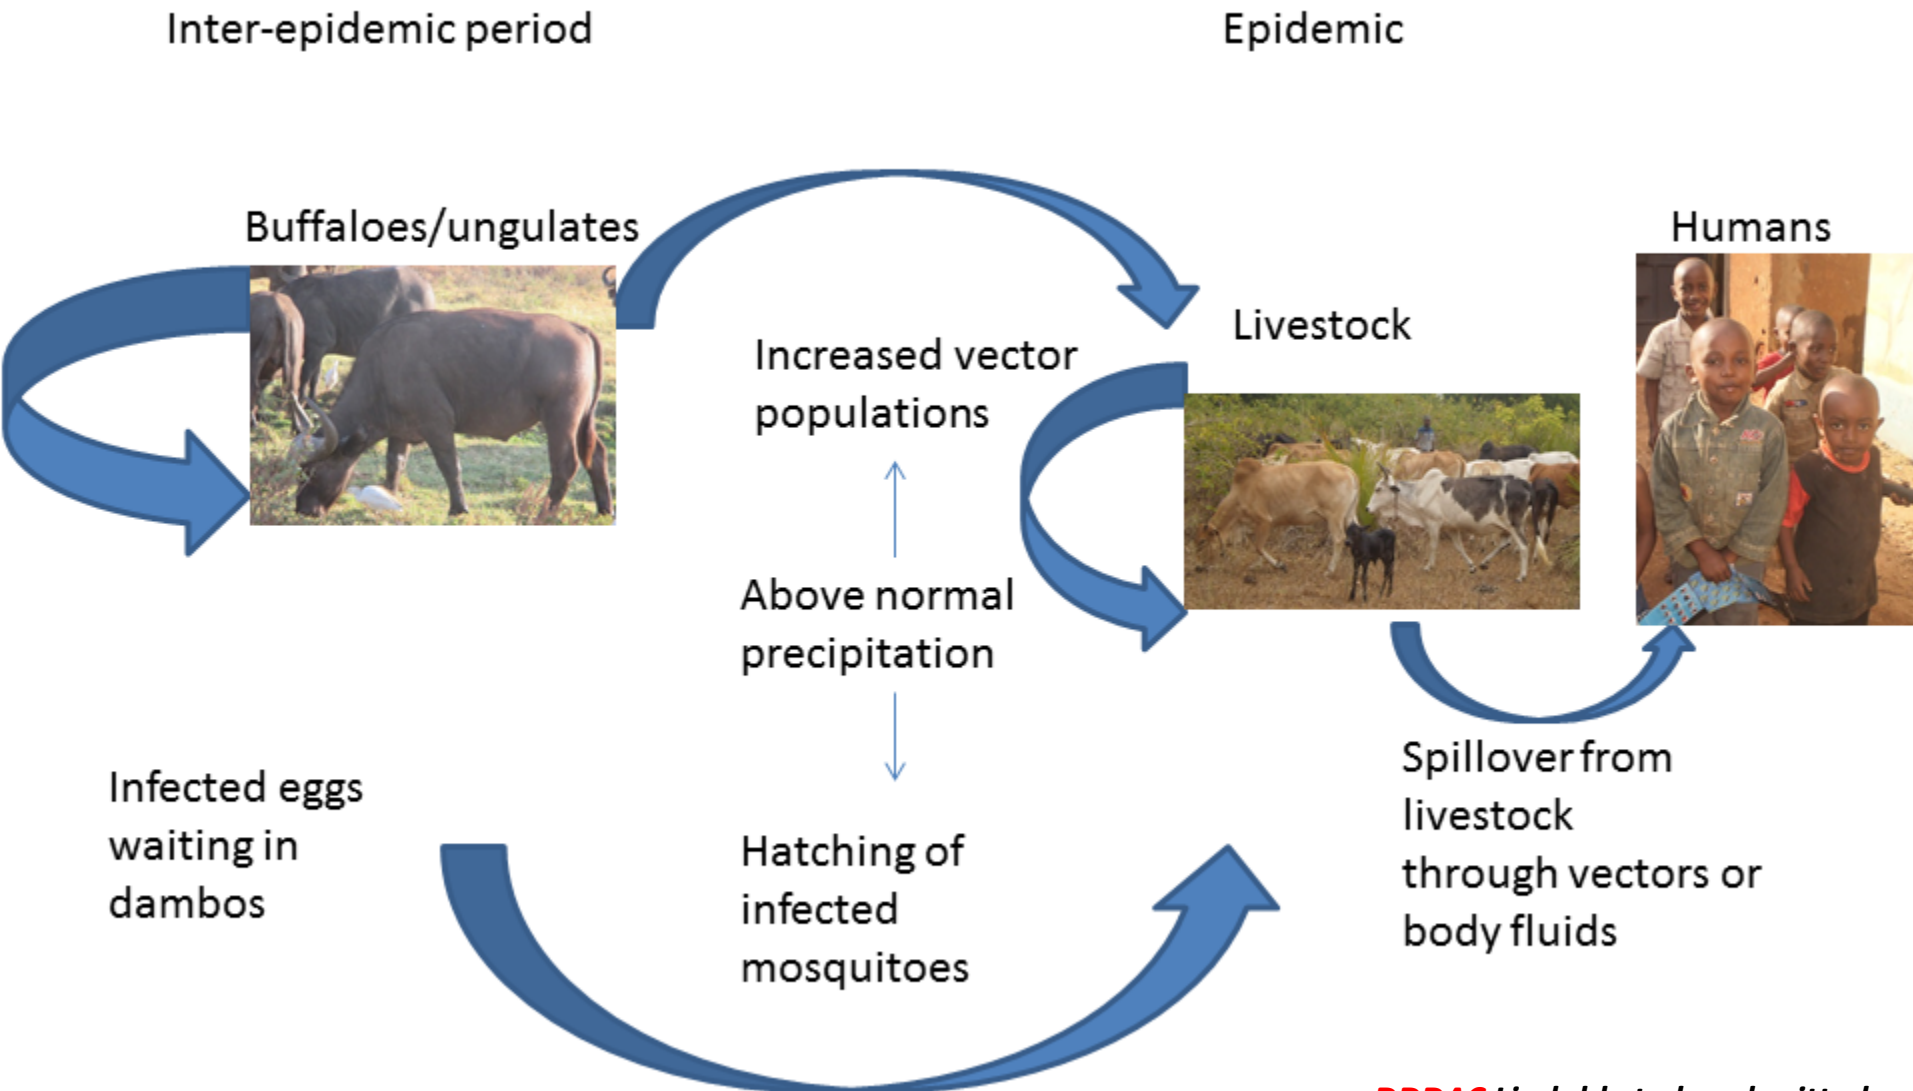 Inter-epidemic period
Epidemic
Buffaloes/ungulates
Humans
Livestock
Increased vector
populations
Above normal
precipitation
Infected eggs
waiting in
dambos
Hatching of
infected
mosquitoes
Spillover from
livestock
through vectors or
body fluids